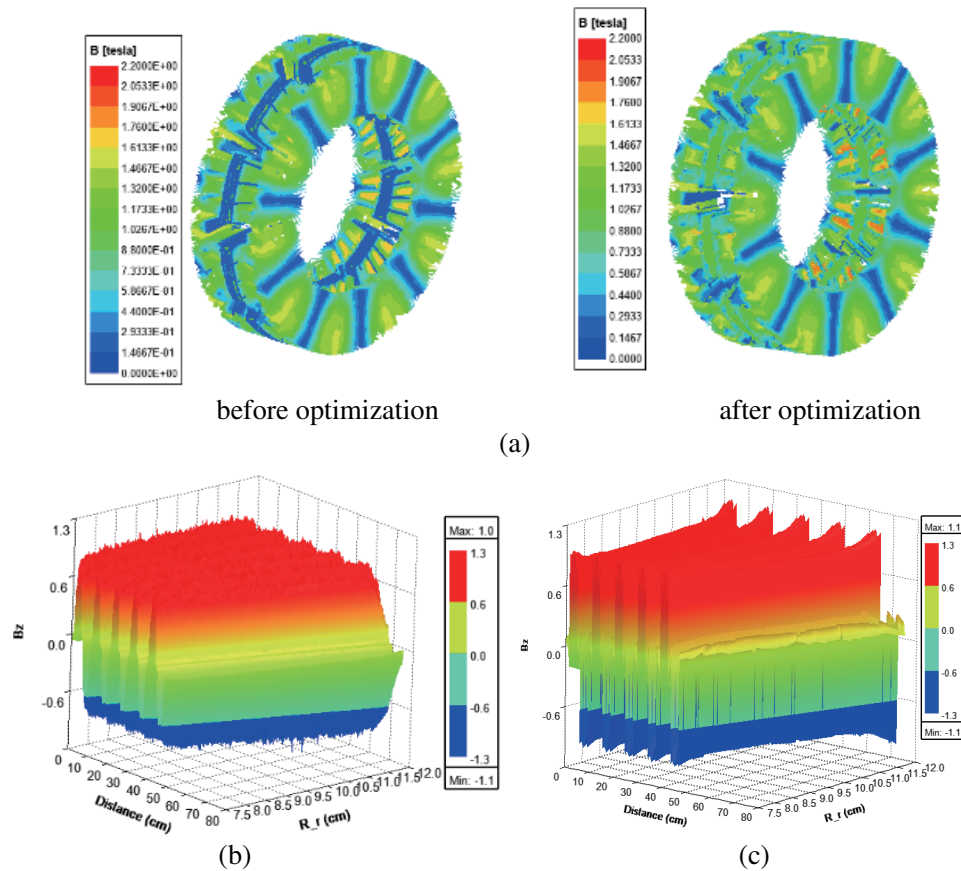 B [tesla]
2.2000E+00
2.0533E+00
1.9067E+00
1.7600E+00
1.6133E+00
1.4667E+00
1.3200E+00
1.1733E+00
1.0267E+00
8.8000E-01
7.3333E-01
5.8667E-01
4.4000E-01
2.9333E-01
1.4667E-01
0.0000E+00
B [tesla]
2.2000
2.0533
1.9067
1.7600
1.6133
1.4667
1.3200
1.1733
1.0267
0.8800
0.7333
0.5867
0.4400
0.2933
0.1467
0.0000
before optimization
after optimization
(a)
1.3
0.6
0.0
-0.6
Bz
0
10
20
30
40
50
60
70
80
Distance (cm)
7.5
8.0
8.5
9.0
9.5
10.0
10.5
11.0
11.5
12.0
R_r (cm)
Max: 1.0
1.3
0.6
0.0
-0.6
-1.3
Min: -1.1
(b)
1.3
0.6
0.0
-0.6
Bz
0
10
20
30
40
50
60
70
80
Distance (cm)
7.5
8.0
8.5
9.0
9.5
10.0
10.5
11.0
11.5
12.0
R_r (cm)
Max: 1.1
1.3
0.6
0.0
-0.6
-1.3
Min: -1.1
(c)